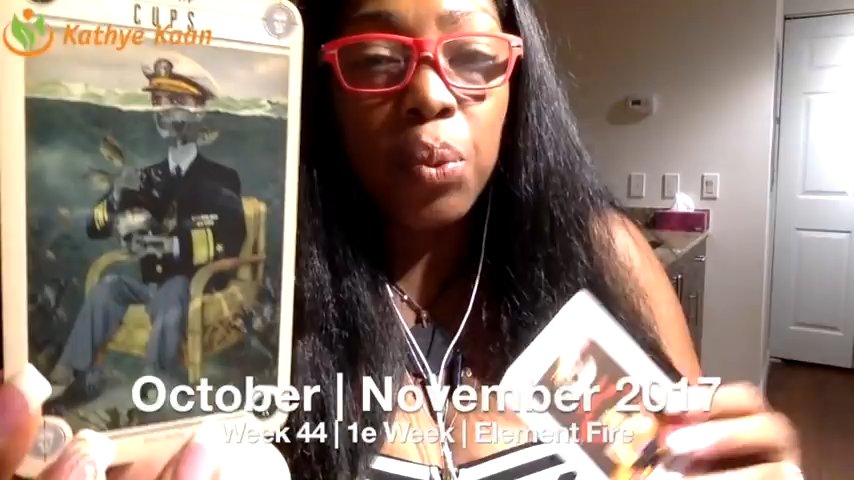 CUPS
Kathye Kaan
October | November 2017
Week 44 | 1e Week | Element Fire